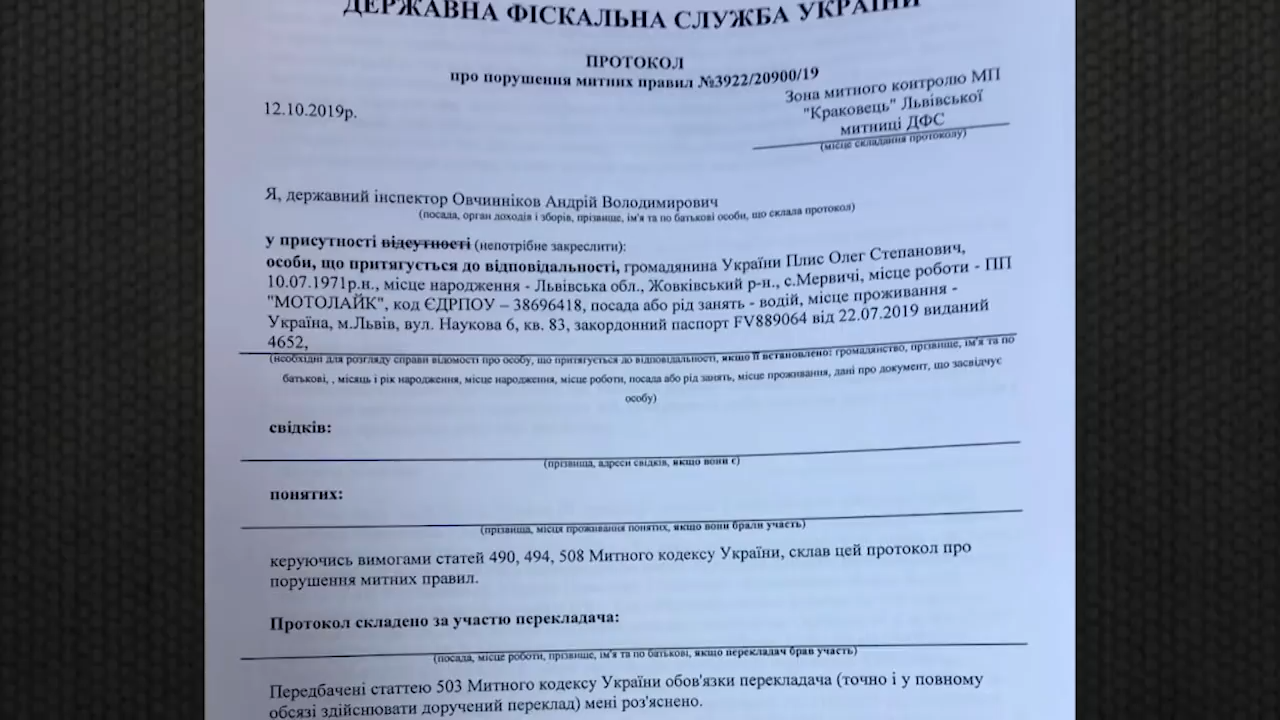 ДЕРЖАВНА ФІСКАЛЬНА СЛУЖБА УКРАЇНИ
ПРОТОКОЛ
про порушення митних правил №3922/20900/19
12.10.2019р.
Зона митного контролю МП
"Краковець" Львівської
митниці ДФС
(місце складання протоколу)
Я, державний інспектор Овчинніков Андрій Володимирович
(посада, орган доходів і зборів, прізвище, ім'я та по батькові особи, що склала протокол)
у присутності відсутності (непотрібне закреслити):
особи, що притягується до відповідальності, громадянина України Плис Олег Степанович,
10.07.1971р.н., місце народження - Львівська обл., Жовківський р-н., с.Мервичі, місце роботи - ПП
"МОТОЛАЙК", код ЄДРПОУ – 38696418, посада або рід занять - водій, місце проживання -
Україна, м.Львів, вул. Наукова 6, кв. 83, закордонний паспорт FV889064 від 22.07.2019 виданий
4652,
(необхідні для розгляду справи відомості про особу, що притягується до відповідальності, якщо її встановлено: громадянство, прізвище, ім'я та по
батькові, , місяць і рік народження, місце народження, місце роботи, посада або рід занять, місце проживання, дані про документ, що засвідчує
особу)
свідків:
(прізвища, адреси свідків, якщо вони є)
понятих:
(прізвища, місця проживання понятих, якщо вони брали участь)
керуючись вимогами статей 490, 494, 508 Митного кодексу України, склав цей протокол про
порушення митних правил.
Протокол складено за участю перекладача:
(посада, місце роботи, прізвище, ім'я та по батькові, якщо перекладач брав участь)
Передбачені статтею 503 Митного кодексу України обов'язки перекладача (точно і у повному
обсязі здійснювати доручений переклад) мені роз'яснено.